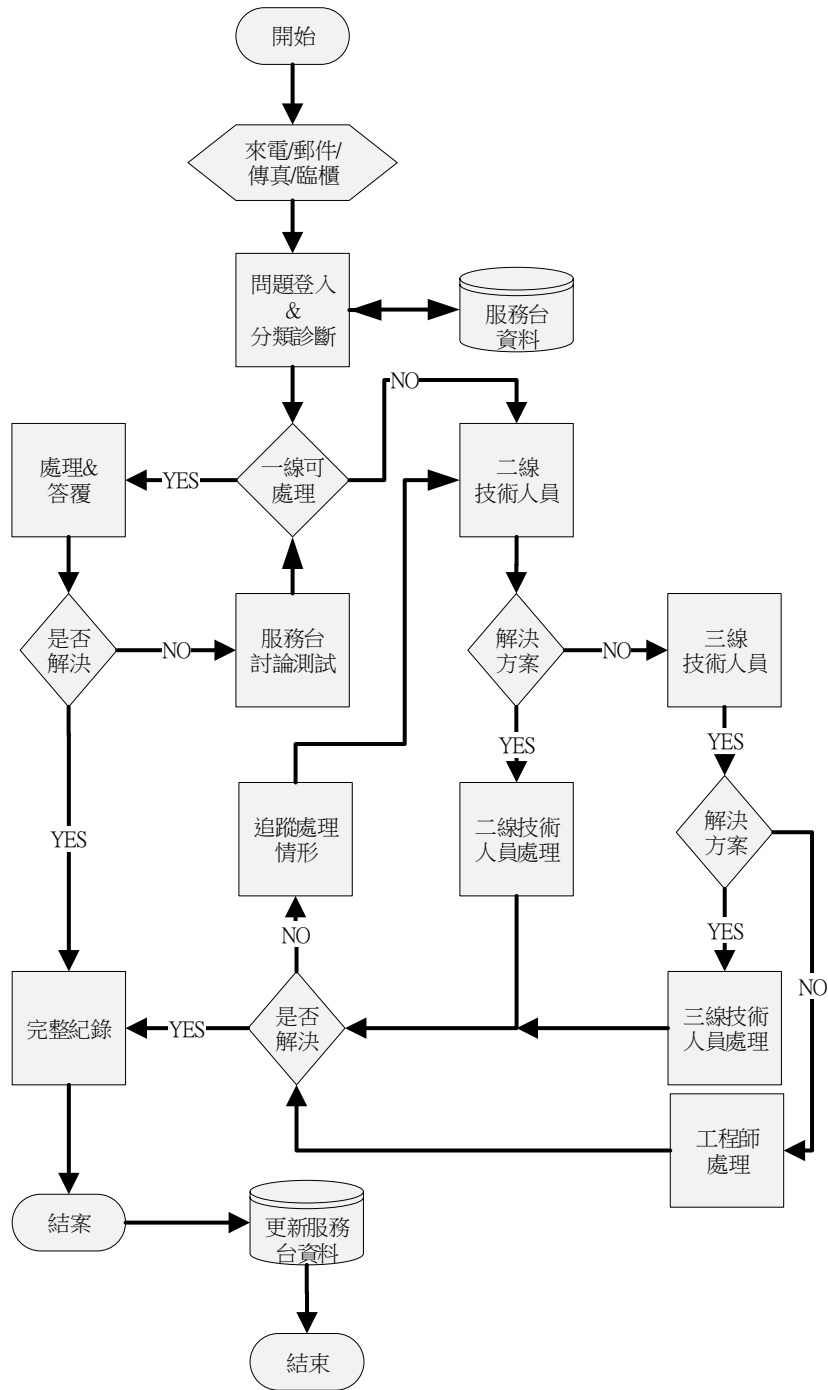 開始
來電/郵件/
傳真/臨櫃
問題登入
&
分類診斷
服務台
資料
NO
處理&
答覆
YES
一線可
處理
二線
技術人員
是否
解決
NO
服務台
討論測試
解決
方案
NO
三線
技術人員
YES
YES
YES
追蹤處理
情形
二線技術
人員處理
解決
方案
NO
YES
NO
完整紀錄
YES
是否
解決
三線技術
人員處理
工程師
處理
結案
更新服務
台資料
結束